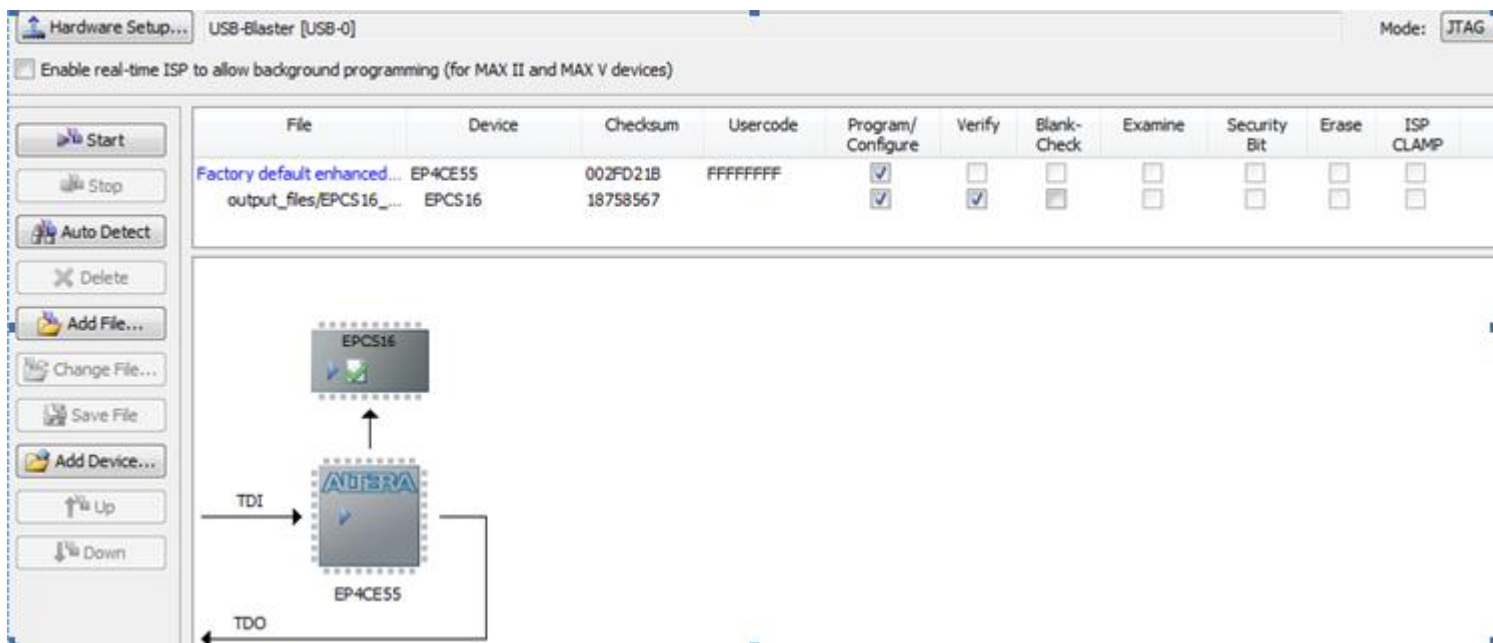 Hardware Setup... USB-Blaster [USB-0] Mode: JTAG
Enable real-time ISP to allow background programming (for MAX II and MAX V devices)
Start
Stop
Auto Detect
Delete
Add File...
Change File...
Save File
Add Device...
Up
Down
File Device Checksum Usercode Program/ Configure Verify Blank- Check Examine Security Bit Erase ISP CLAMP
Factory default enhanced... EP4CE55 002FD21B FFFFFFFF
output_files/EPCS16_... EPCS16 18758567
EPCS16
ALTERA
TDI
EP4CE55
TDO